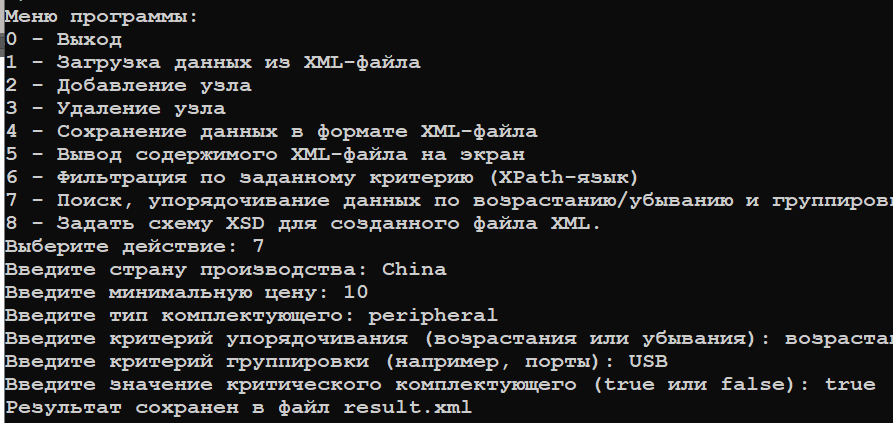 Меню программы:
0 – Выход
1 – Загрузка данных из XML-файла
2 – Добавление узла
3 – Удаление узла
4 – Сохранение данных в формате XML-файла
5 – Вывод содержимого XML-файла на экран
6 – Фильтрация по заданному критерию (XPath-язык)
7 – Поиск, упорядочивание данных по возрастанию/убыванию и группиров
8 – Задать схему XSD для созданного файла XML.
Выберите действие: 7
Введите страну производства: China
Введите минимальную цену: 10
Введите тип комплектующего: peripheral
Введите критерий упорядочивания (возрастания или убывания): возраста
Введите критерий группировки (например, порты): USB
Введите значение критического комплектующего (true или false): true
Результат сохранен в файл result.xml